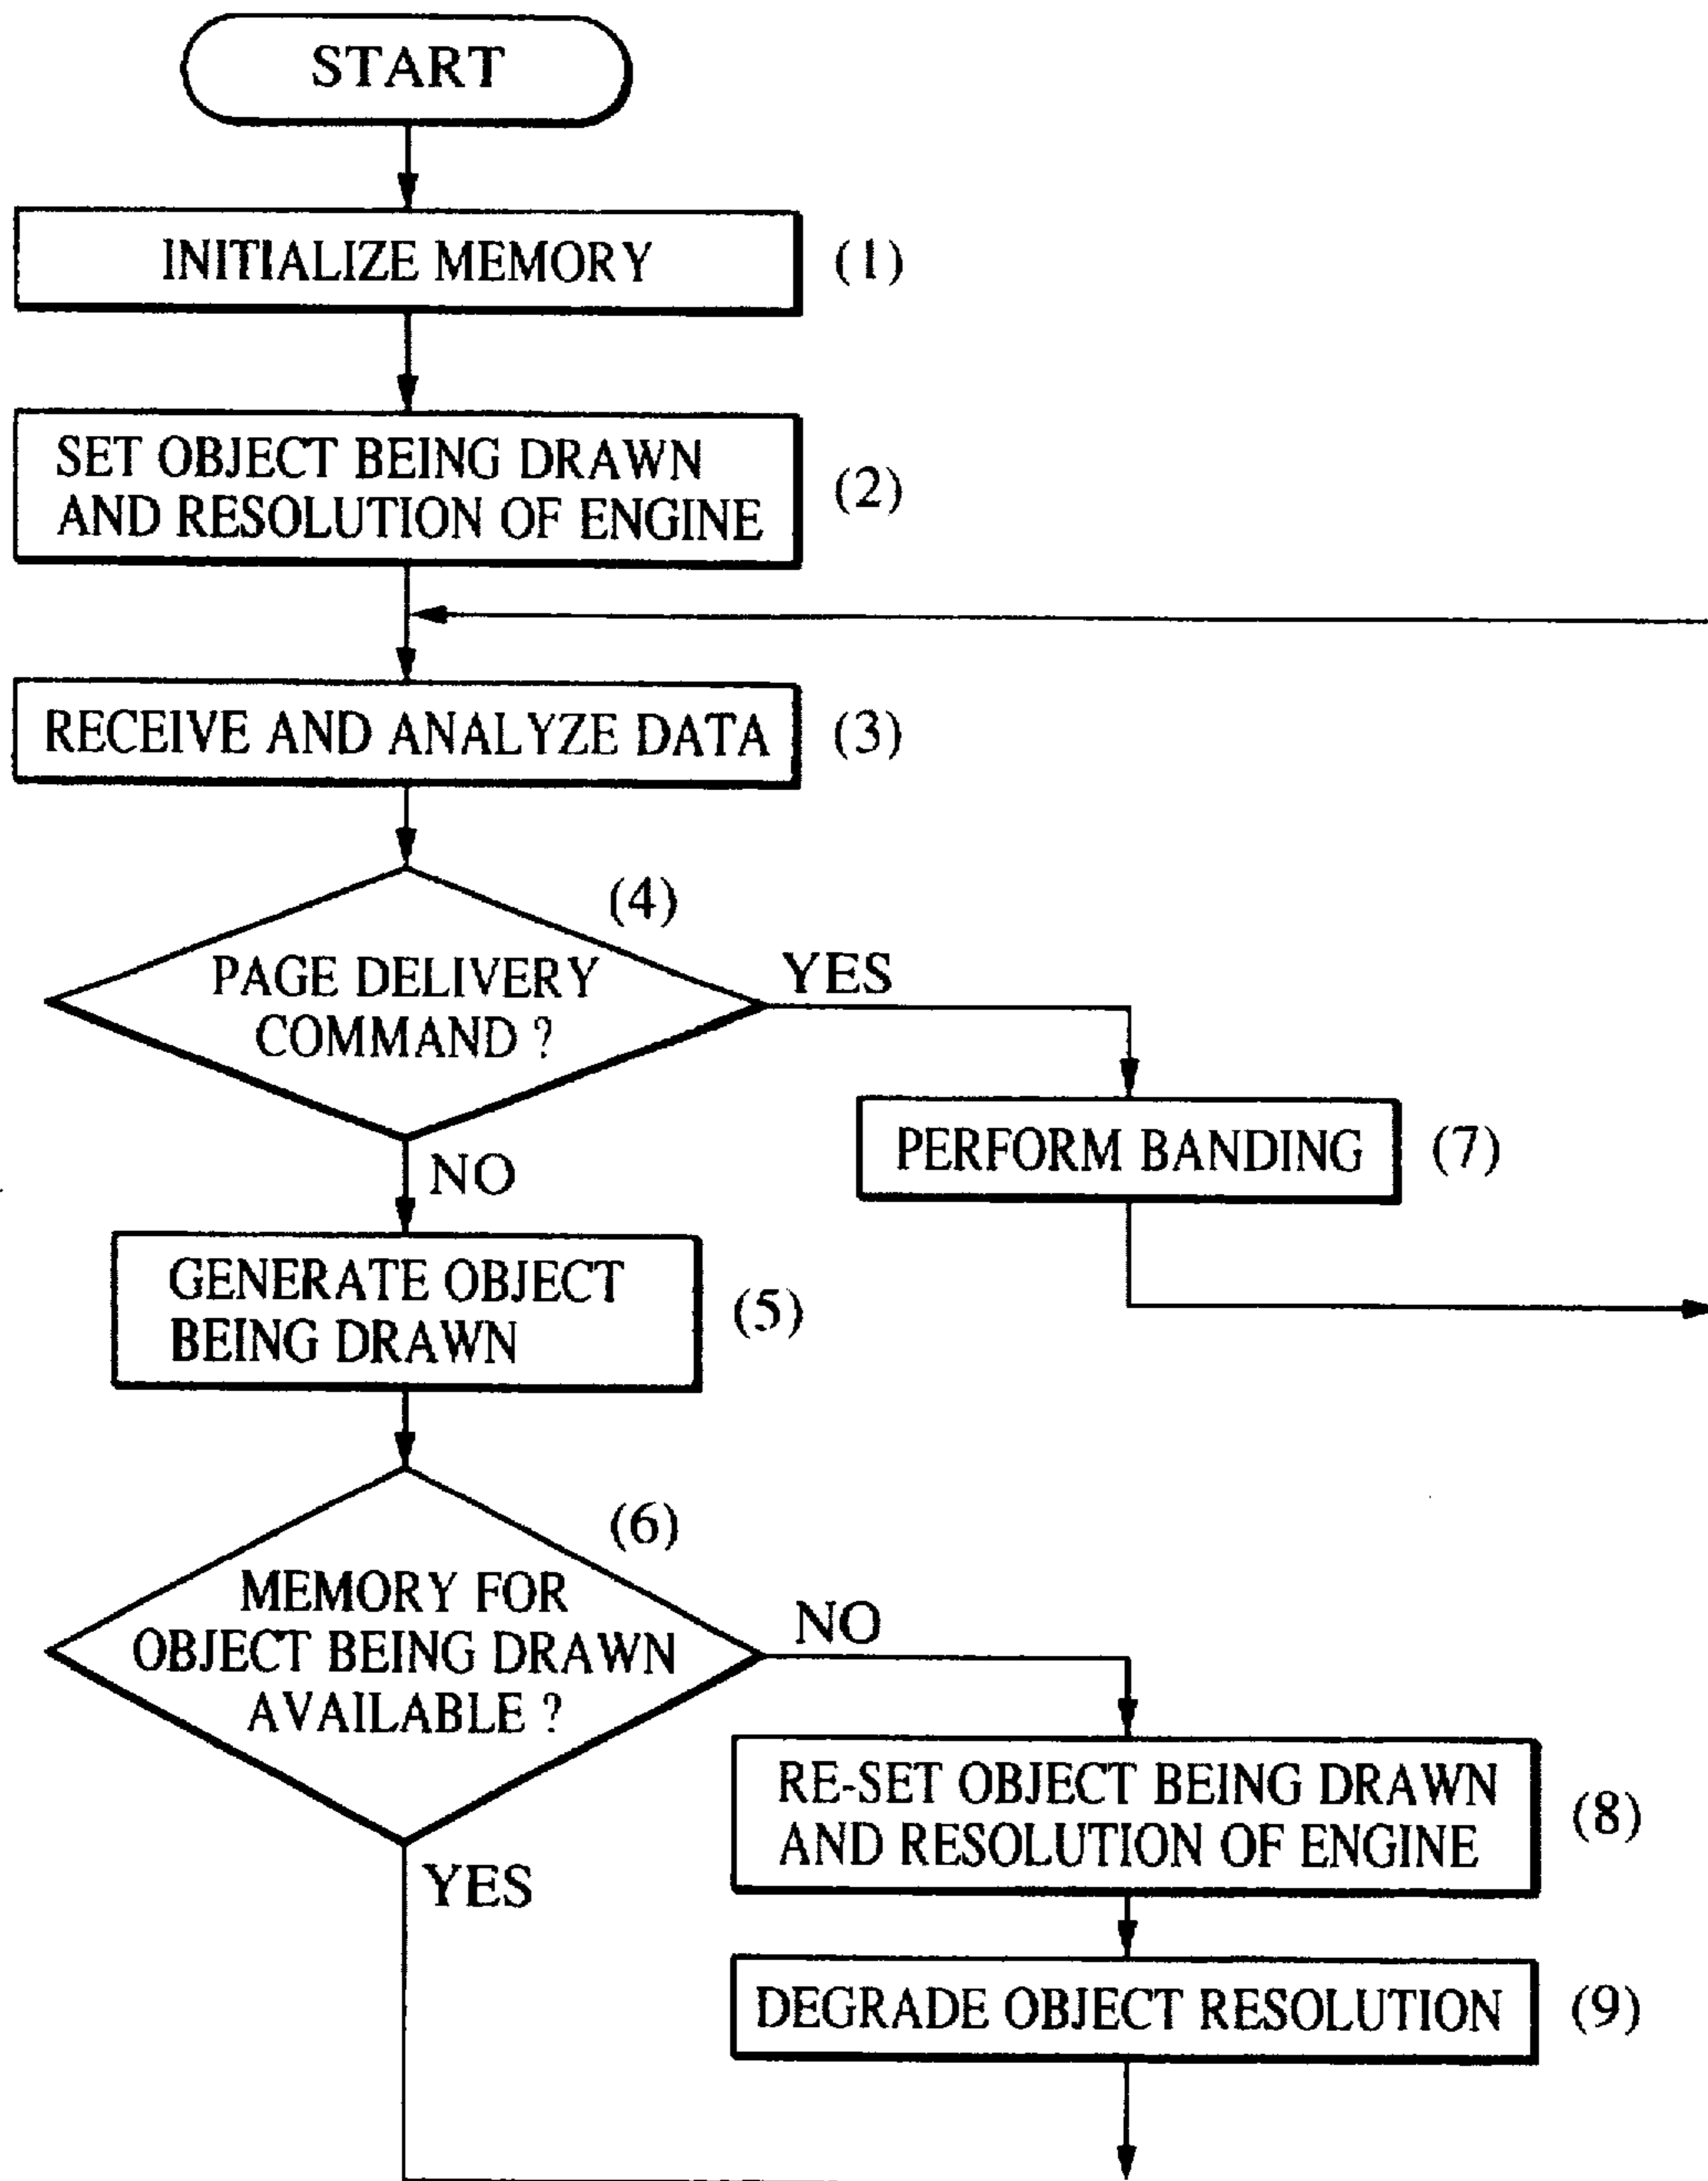 START
INITIALIZE MEMORY
(1)
SET OBJECT BEING DRAWN
AND RESOLUTION OF ENGINE
(2)
RECEIVE AND ANALYZE DATA
(3)
(4)
PAGE DELIVERY
COMMAND ?
YES
PERFORM BANDING
(7)
NO
GENERATE OBJECT
BEING DRAWN
(5)
(6)
MEMORY FOR
OBJECT BEING DRAWN
AVAILABLE ?
NO
RE-SET OBJECT BEING DRAWN
AND RESOLUTION OF ENGINE
(8)
YES
DEGRADE OBJECT RESOLUTION
(9)